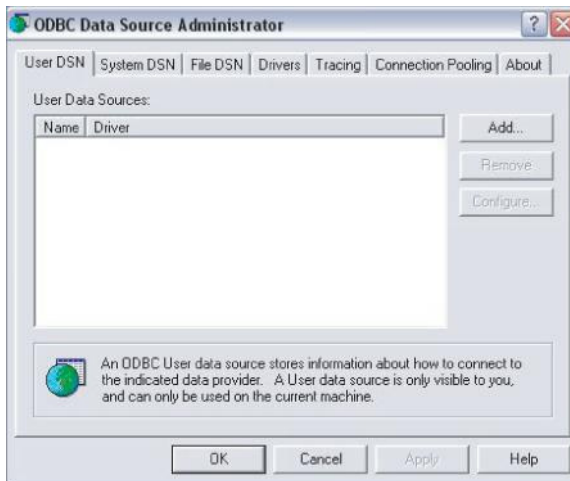 ODBC Data Source Administrator
User DSN System DSN File DSN Drivers Tracing Connection Pooling About
User Data Sources:
Name Driver
Add...
Remove
Configure...
An ODBC User data source stores information about how to connect to
the indicated data provider. A User data source is only visible to you,
and can only be used on the current machine.
OK Cancel Apply Help